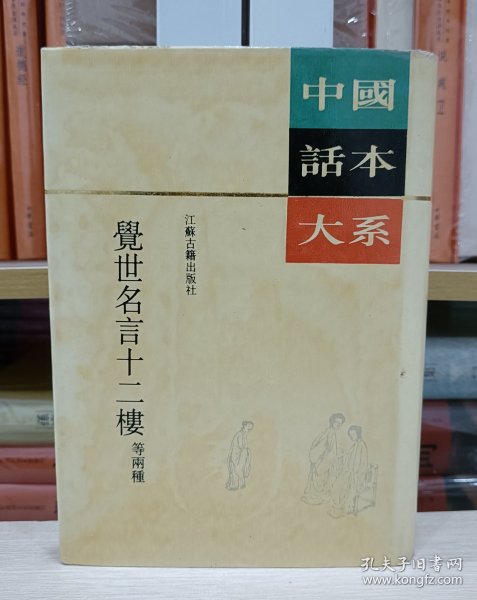 中國
話本
大系
江蘇古籍出版社
覺世名言十二樓
等兩種
孔夫子旧书网
www.kongfz.com